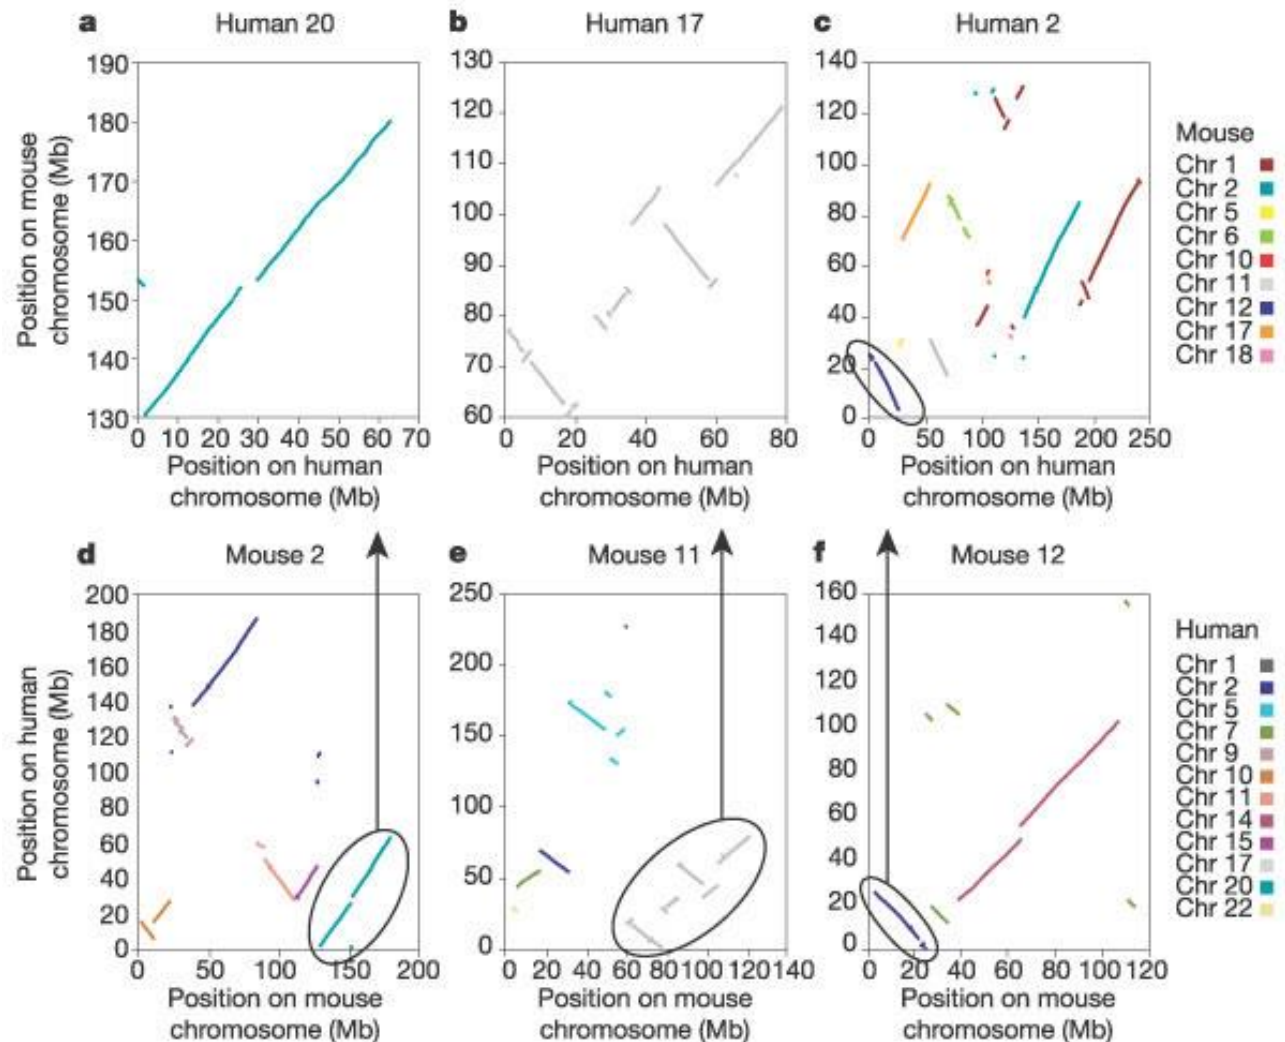 a Human 20
190
180
170
160
150
140
130
0 10 20 30 40 50 60 70
Position on mouse
chromosome (Mb)
Position on human
chromosome (Mb)
b Human 17
130
120
110
100
90
80
70
60
0 20 40 60 80
Position on human
chromosome (Mb)
c Human 2
140
120
100
80
60
40
20
0
0 50 100 150 200 250
Position on human
chromosome (Mb)
Mouse
Chr 1
Chr 2
Chr 5
Chr 6
Chr 10
Chr 11
Chr 12
Chr 17
Chr 18
d Mouse 2
200
180
160
140
120
100
80
60
40
20
0
0 50 100 150 200
Position on human
chromosome (Mb)
Position on mouse
chromosome (Mb)
e Mouse 11
250
200
150
100
50
0
0 20 40 60 80 100 120 140
Position on mouse
chromosome (Mb)
f Mouse 12
160
140
120
100
80
60
40
20
0
0 20 40 60 80 100 120
Position on mouse
chromosome (Mb)
Human
Chr 1
Chr 2
Chr 5
Chr 7
Chr 9
Chr 10
Chr 11
Chr 14
Chr 15
Chr 17
Chr 20
Chr 22